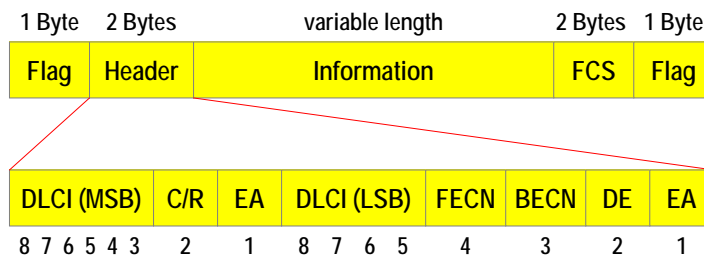 1 Byte 2 Bytes variable length 2 Bytes 1 Byte
Flag Header Information FCS Flag
DLCI (MSB) C/R EA DLCI (LSB) FECN BECN DE EA
8 7 6 5 4 3 2 1 8 7 6 5 4 3 2 1